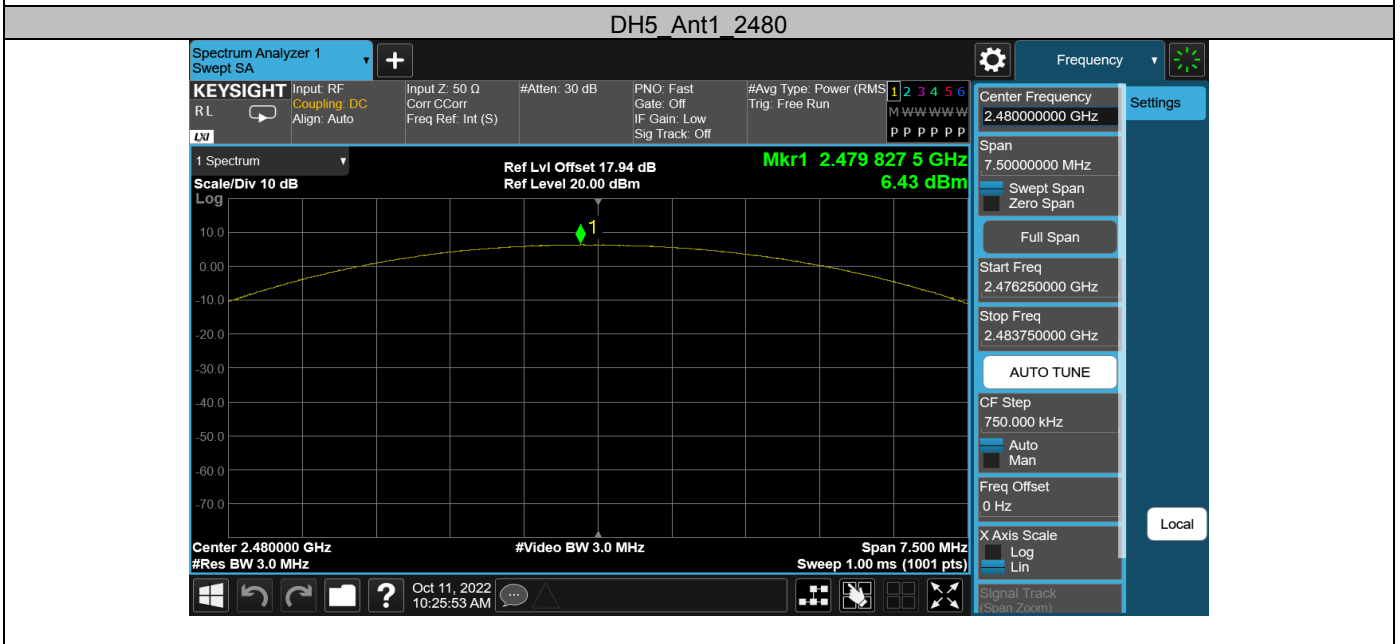 DH5_Ant1_2480
Spectrum Analyzer 1
Swept SA
Frequency
KEYSIGHT
RL
LXI
Input: RF
Coupling: DC
Align: Auto
Input Z: 50 Ω
Corr CCorr
Freq Ref: Int (S)
#Atten: 30 dB
PNO: Fast
Gate: Off
IF Gain: Low
Sig Track: Off
#Avg Type: Power (RMS
Trig: Free Run
1 2 3 4 5 6
M W W W W W
P P P P P P
1 Spectrum
Scale/Div 10 dB
Ref Lvl Offset 17.94 dB
Ref Level 20.00 dBm
Mkr1 2.479 827 5 GHz
6.43 dBm
Log
1
10.0
0.00
-10.0
-20.0
-30.0
-40.0
-50.0
-60.0
-70.0
Center 2.480000 GHz
#Video BW 3.0 MHz
Span 7.500 MHz
#Res BW 3.0 MHz
Sweep 1.00 ms (1001 pts)
Oct 11, 2022
10:25:53 AM
Center Frequency
2.480000000 GHz
Settings
Span
7.50000000 MHz
Swept Span
Zero Span
Full Span
Start Freq
2.476250000 GHz
Stop Freq
2.483750000 GHz
AUTO TUNE
CF Step
750.000 kHz
Auto
Man
Freq Offset
0 Hz
X Axis Scale
Log
Lin
Local
Signal Track
(Span Zoom)